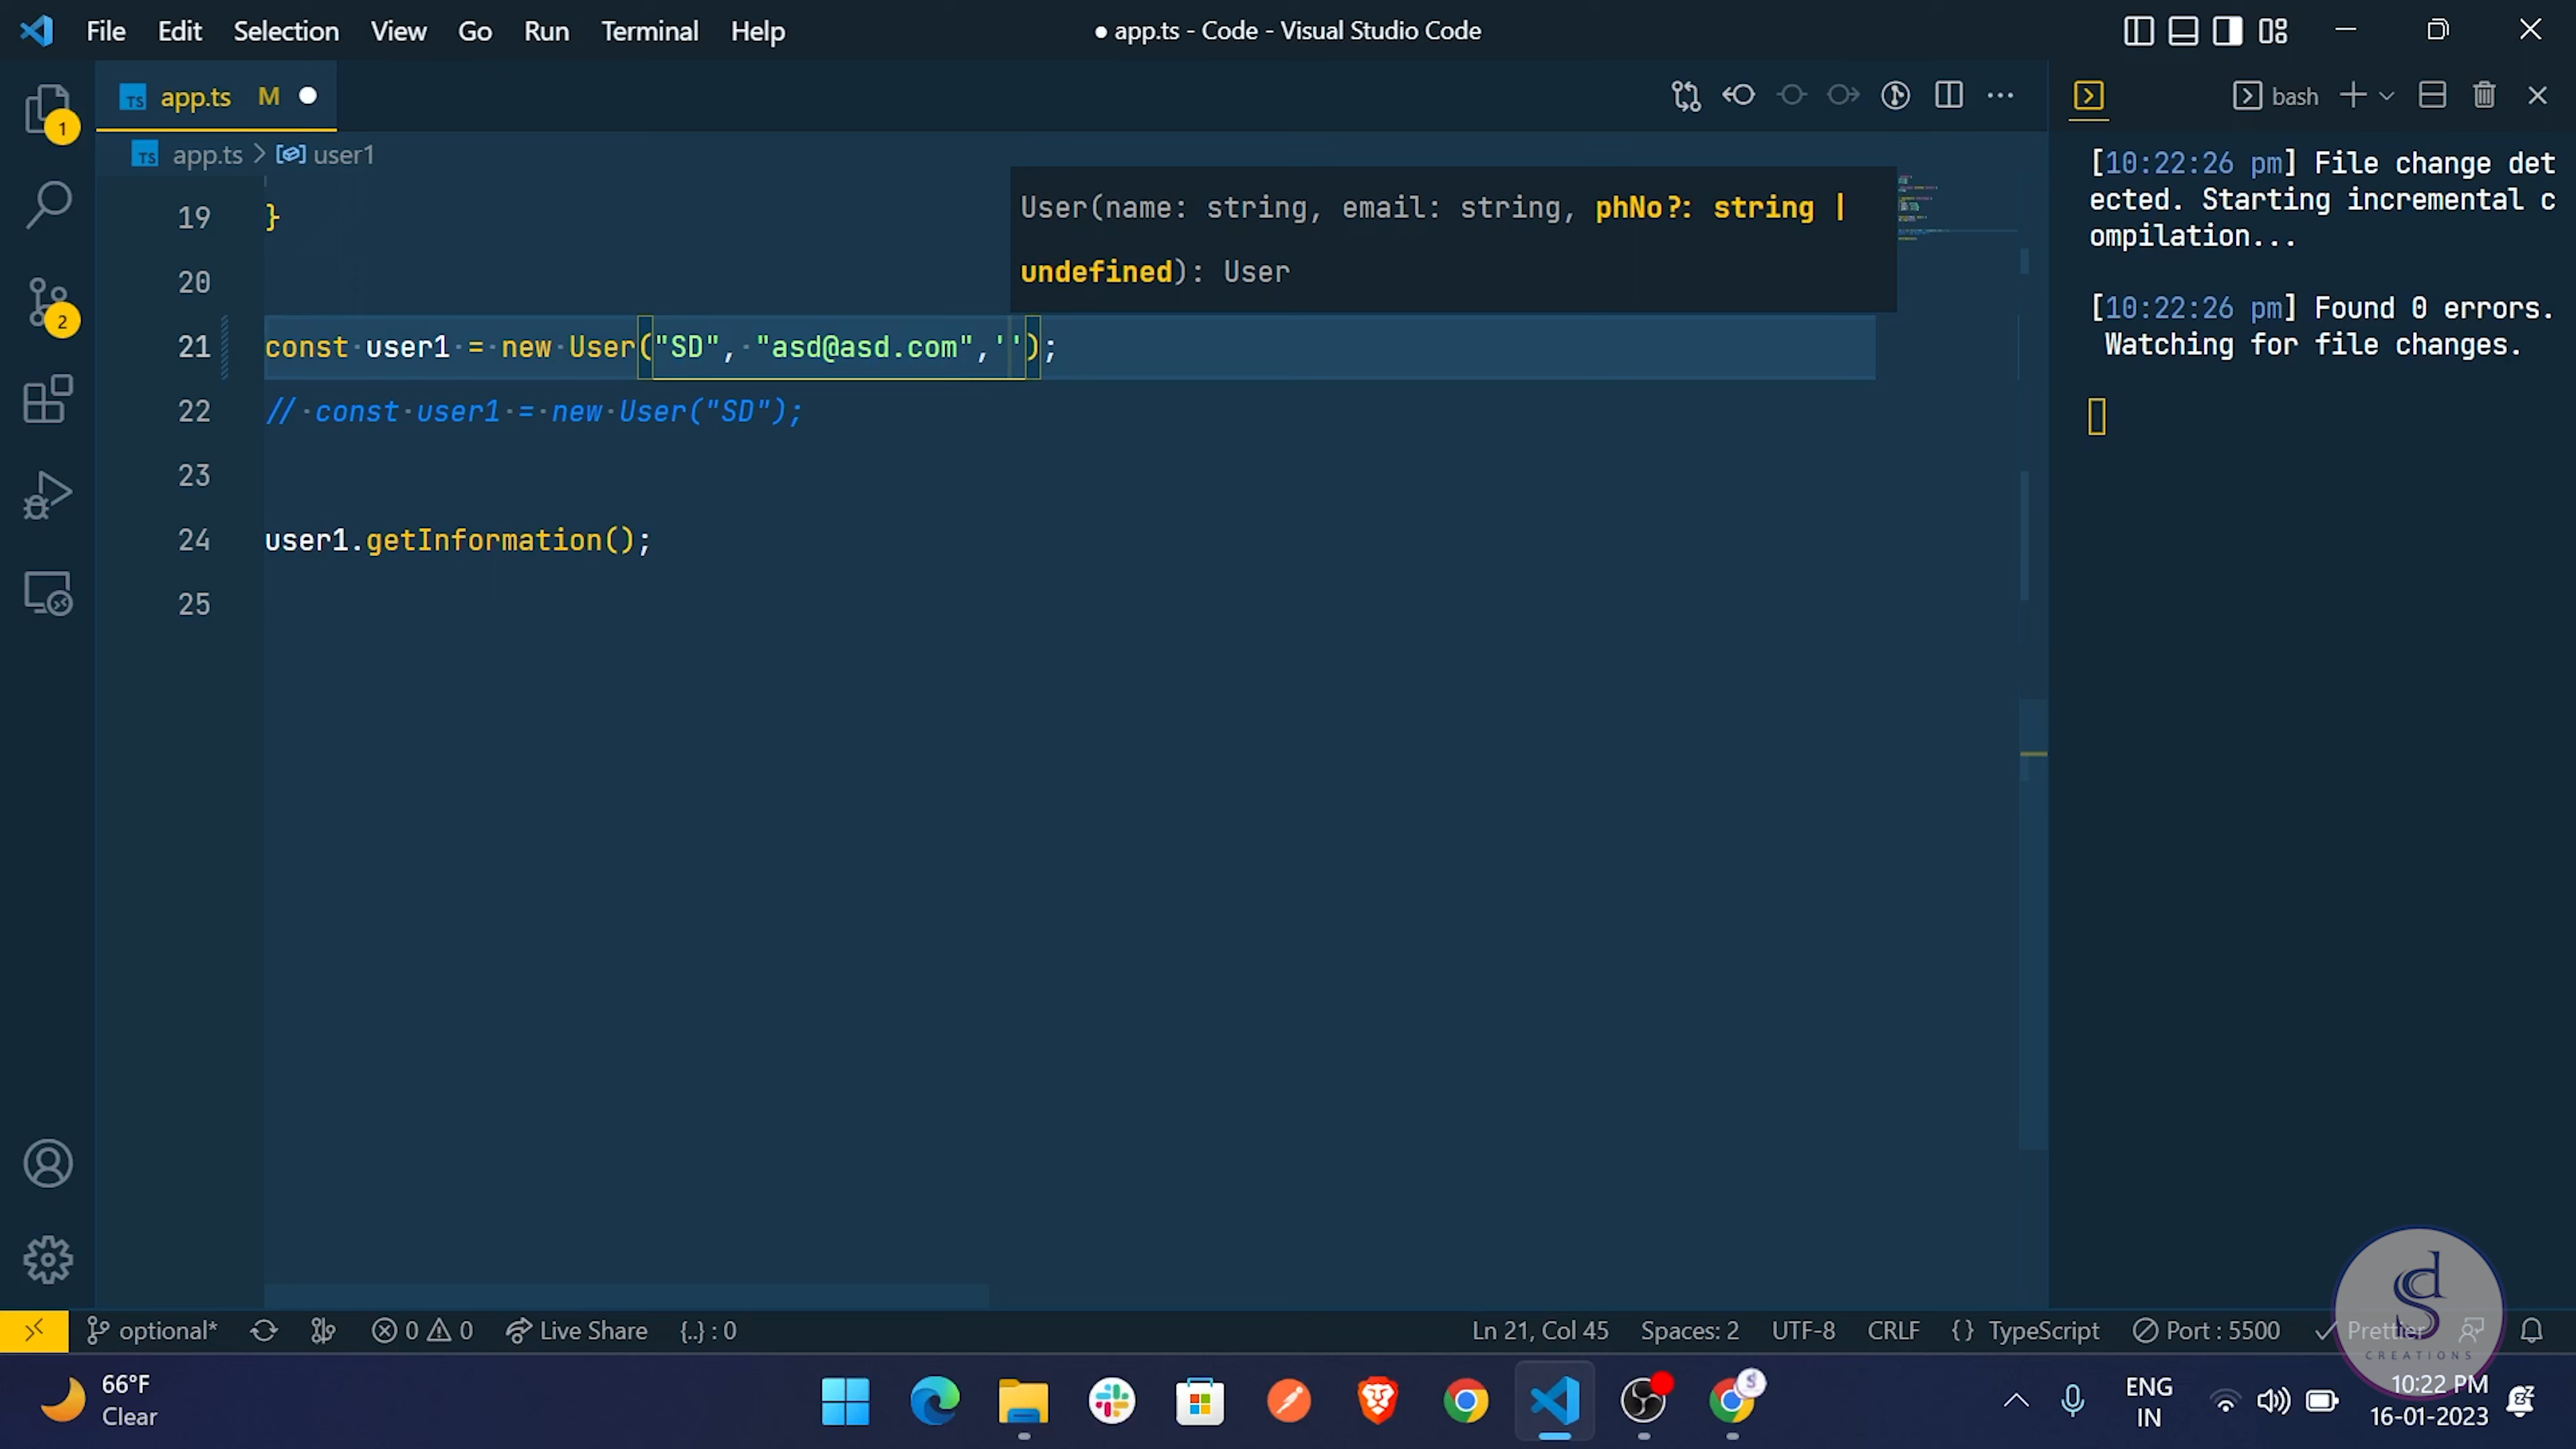 File Edit Selection View Go Run Terminal Help
● app.ts - Code - Visual Studio Code
TS app.ts M
bash
TS app.ts > user1
User(name: string, email: string, phNo?: string |
undefined): User
19 }
20
21 const user1 = new User("SD", "asd@asd.com",'');
22 // const user1 = new User("SD");
23
24 user1.getInformation();
25
[10:22:26 pm] File change det
ected. Starting incremental c
ompilation...
[10:22:26 pm] Found 0 errors.
Watching for file changes.
1
2
optional* 0 0 Live Share {..} : 0 Ln 21, Col 45 Spaces: 2 UTF-8 CRLF {} TypeScript Port : 5500 Prettier
CREATIONS
66°F
Clear
ENG
IN
10:22 PM
16-01-2023